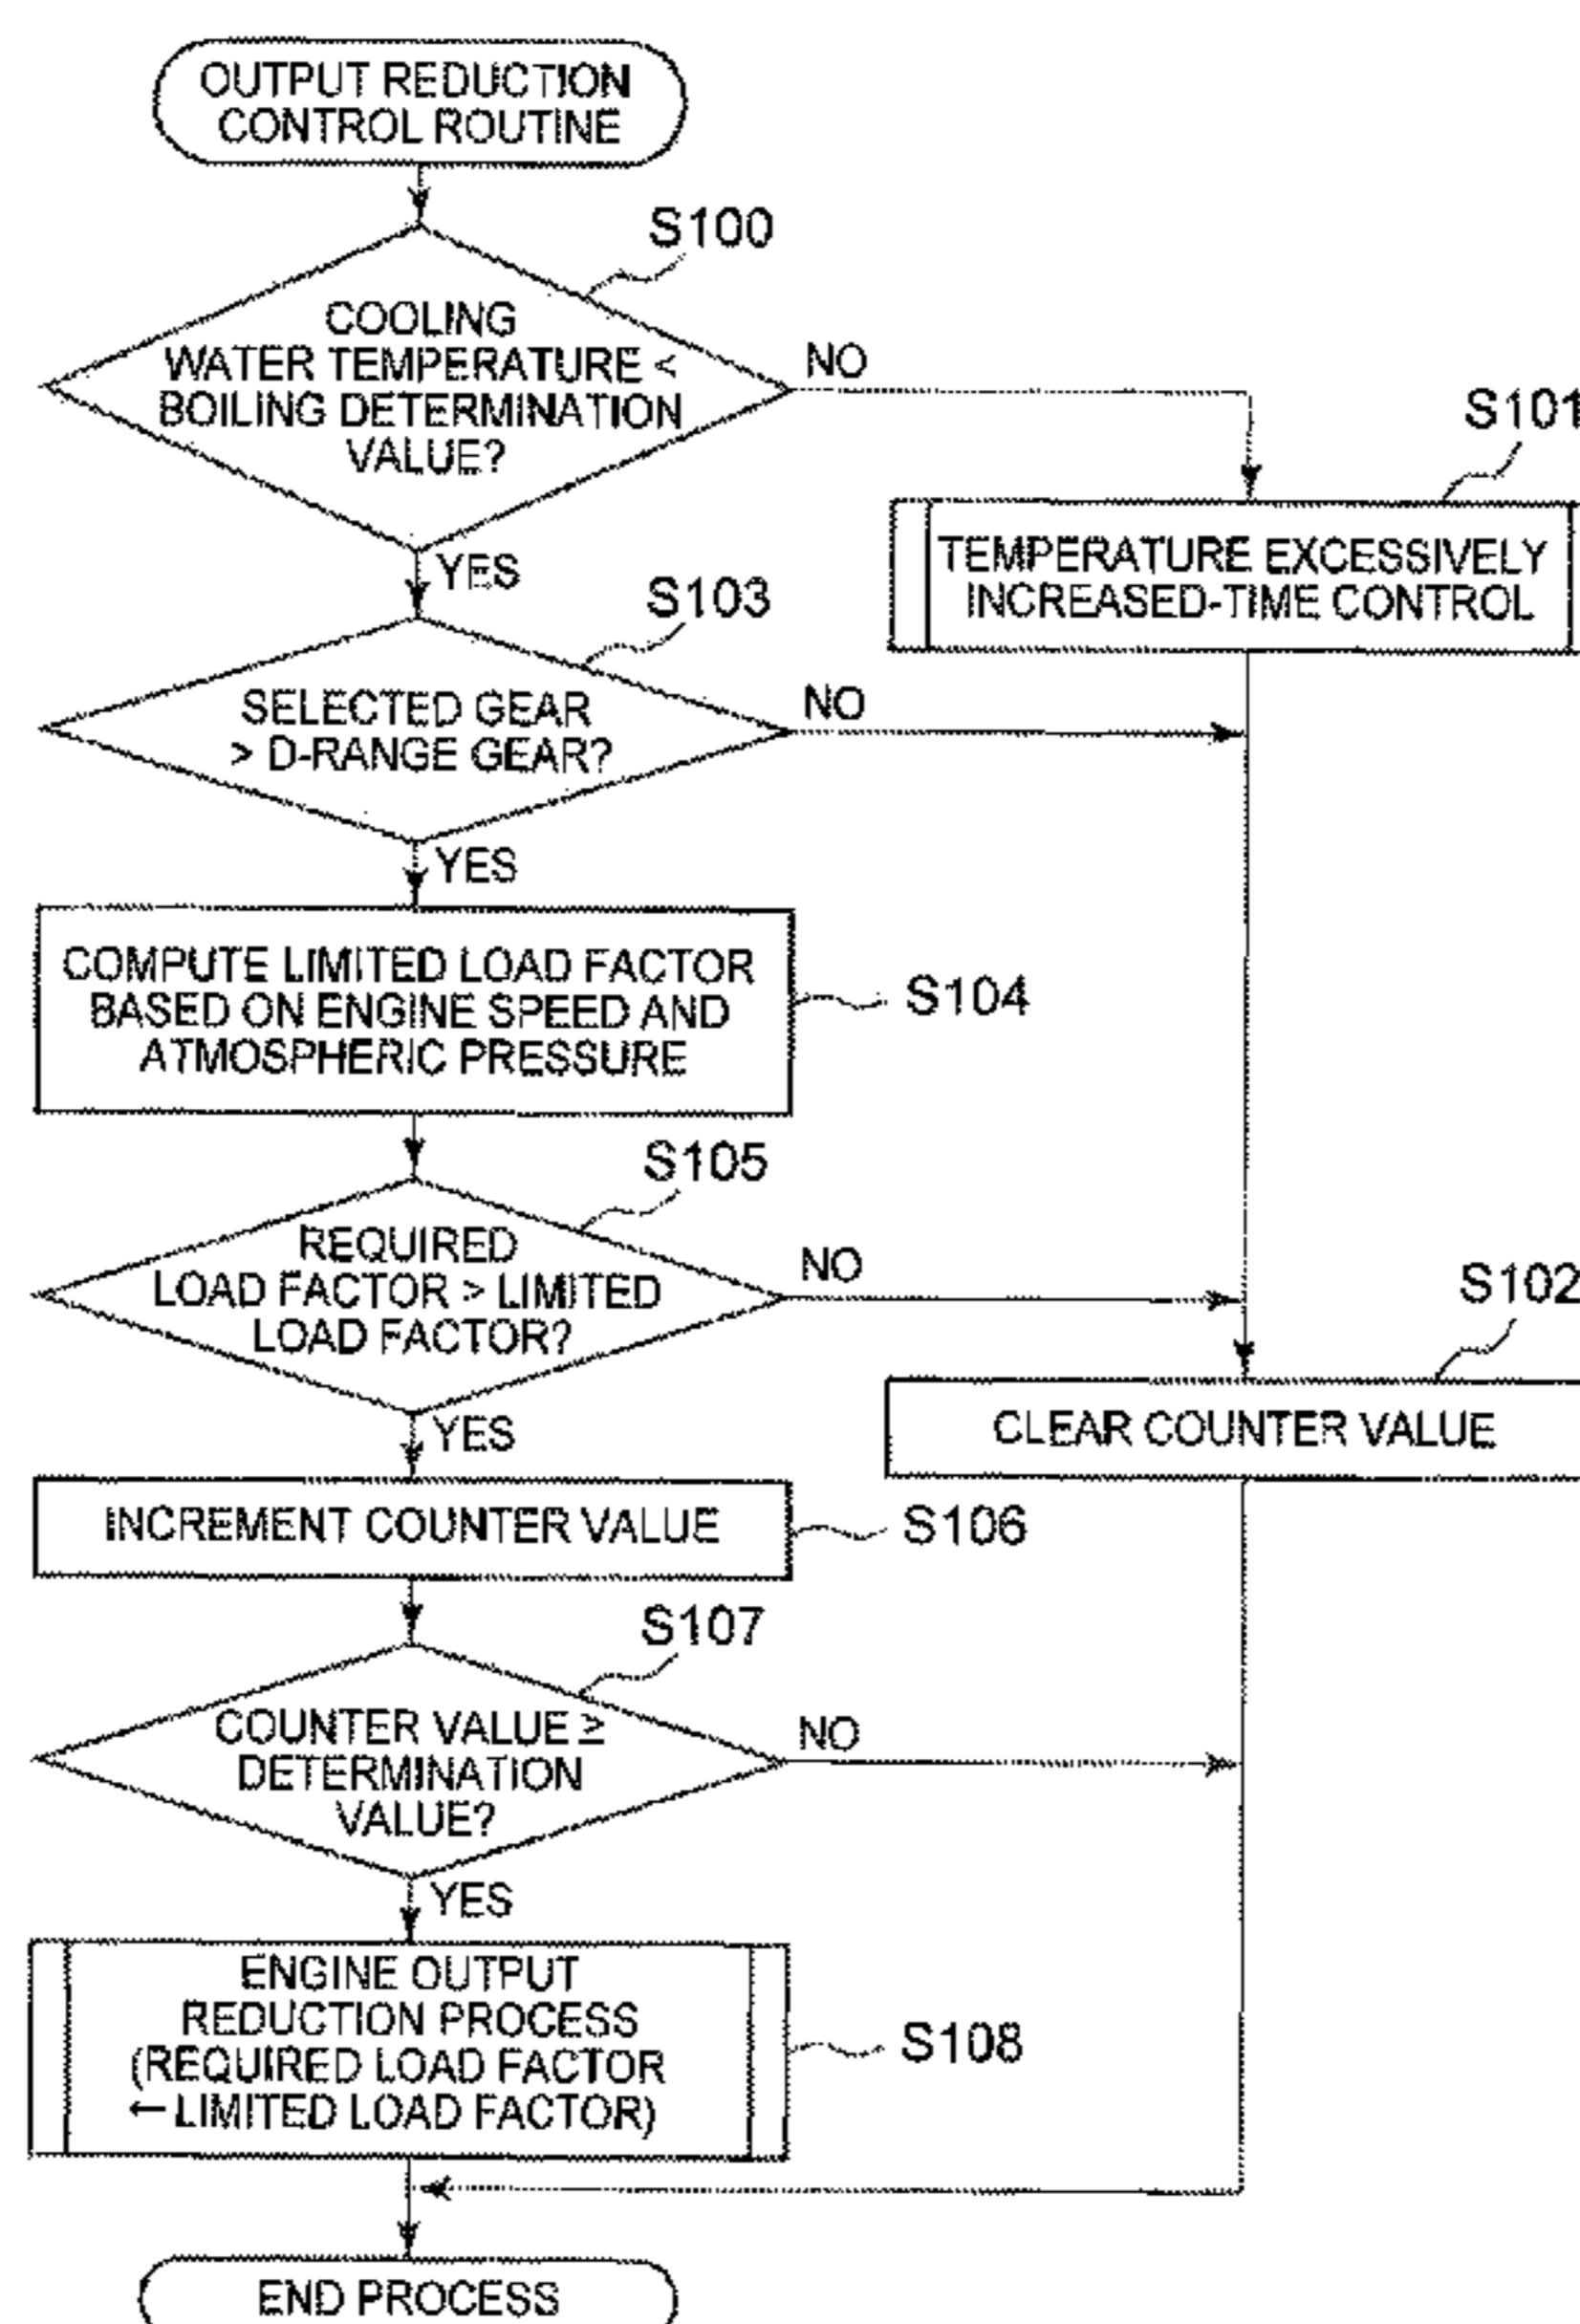 OUTPUT REDUCTION
CONTROL ROUTINE
S100
COOLING
WATER TEMPERATURE <
BOILING DETERMINATION
VALUE?
NO
YES
S101
TEMPERATURE EXCESSIVELY
INCREASED-TIME CONTROL
S103
SELECTED GEAR
> D-RANGE GEAR?
NO
YES
COMPUTE LIMITED LOAD FACTOR
BASED ON ENGINE SPEED AND
ATMOSPHERIC PRESSURE
S104
S105
REQUIRED
LOAD FACTOR > LIMITED
LOAD FACTOR?
NO
YES
S102
CLEAR COUNTER VALUE
INCREMENT COUNTER VALUE
S106
S107
COUNTER VALUE ≥
DETERMINATION
VALUE?
NO
YES
ENGINE OUTPUT
REDUCTION PROCESS
(REQUIRED LOAD FACTOR
← LIMITED LOAD FACTOR)
S108
END PROCESS